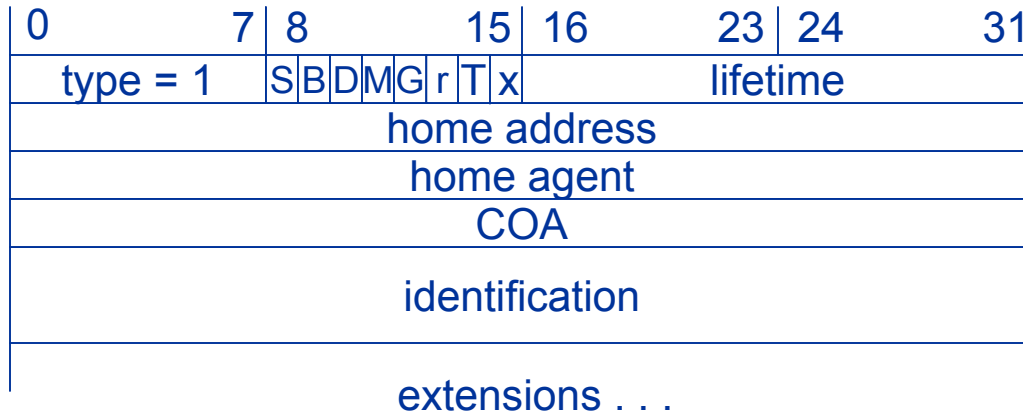 0 7 8 15 16 23 24 31
type = 1 S B D M G r T x lifetime
home address
home agent
COA
identification
extensions . . .